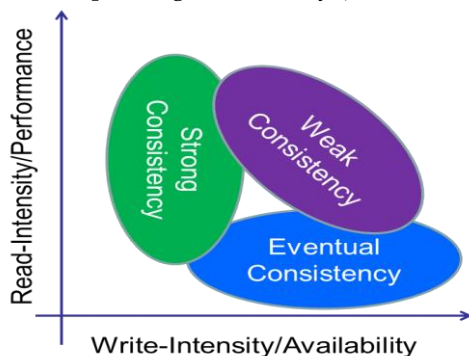 Read-Intensity/Performance
Strong
Consistency
Weak
Consistency
Eventual
Consistency
Write-Intensity/Availability